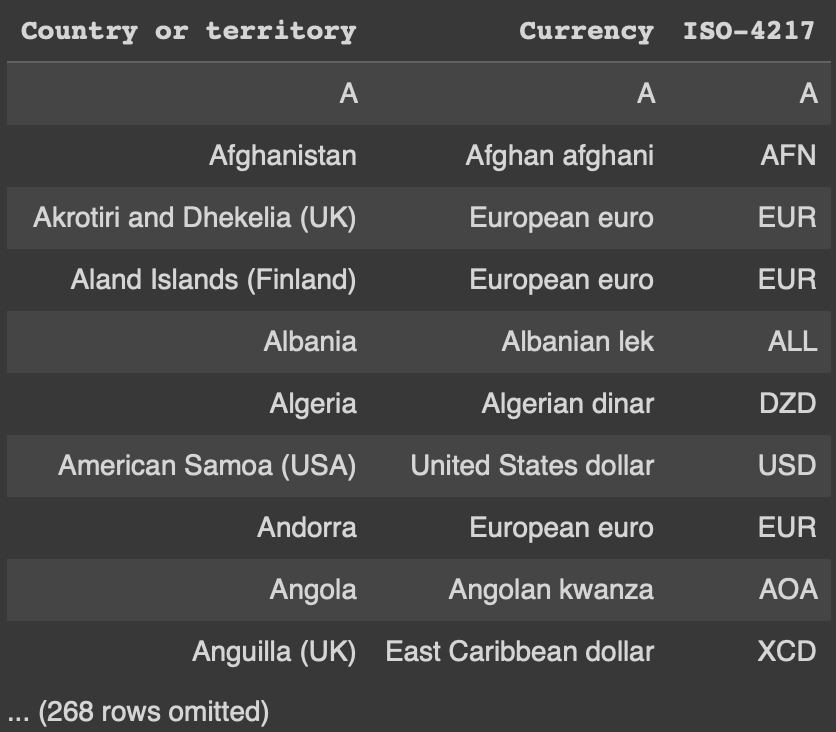 Country or territory Currency ISO-4217
A A A
Afghanistan Afghan afghani AFN
Akrotiri and Dhekelia (UK) European euro EUR
Aland Islands (Finland) European euro EUR
Albania Albanian lek ALL
Algeria Algerian dinar DZD
American Samoa (USA) United States dollar USD
Andorra European euro EUR
Angola Angolan kwanza AOA
Anguilla (UK) East Caribbean dollar XCD
... (268 rows omitted)